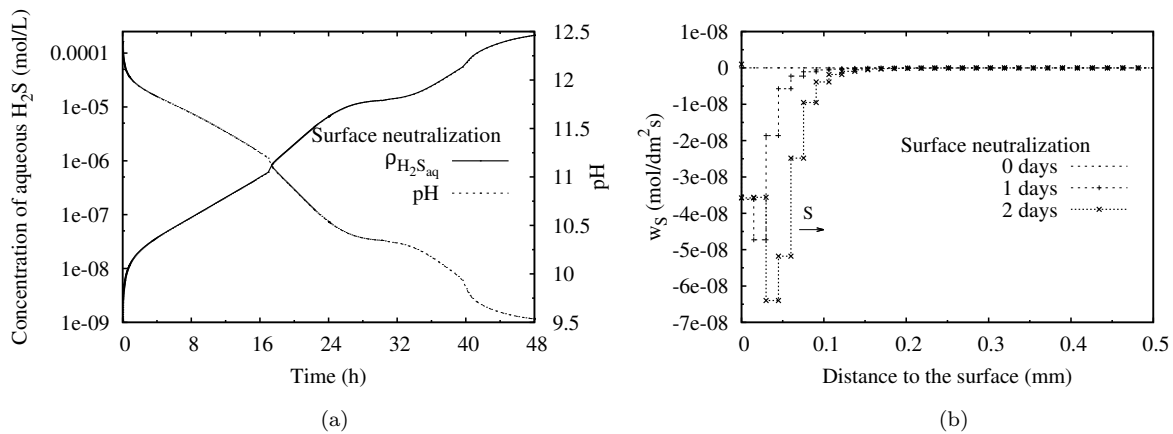 Concentration of aqueous H₂S (mol/L)
0.0001
1e-05
1e-06
1e-07
1e-08
1e-09
Surface neutralization
ρH₂Saq
pH
12.5
12
11.5
11
10.5
10
9.5
pH
0 8 16 24 32 40 48
Time (h)
(a)
wS (mol/dm²s)
1e-08
0
-1e-08
-2e-08
-3e-08
-4e-08
-5e-08
-6e-08
-7e-08
Surface neutralization
0 days
1 days
2 days
S
0 0.1 0.2 0.3 0.4 0.5
Distance to the surface (mm)
(b)